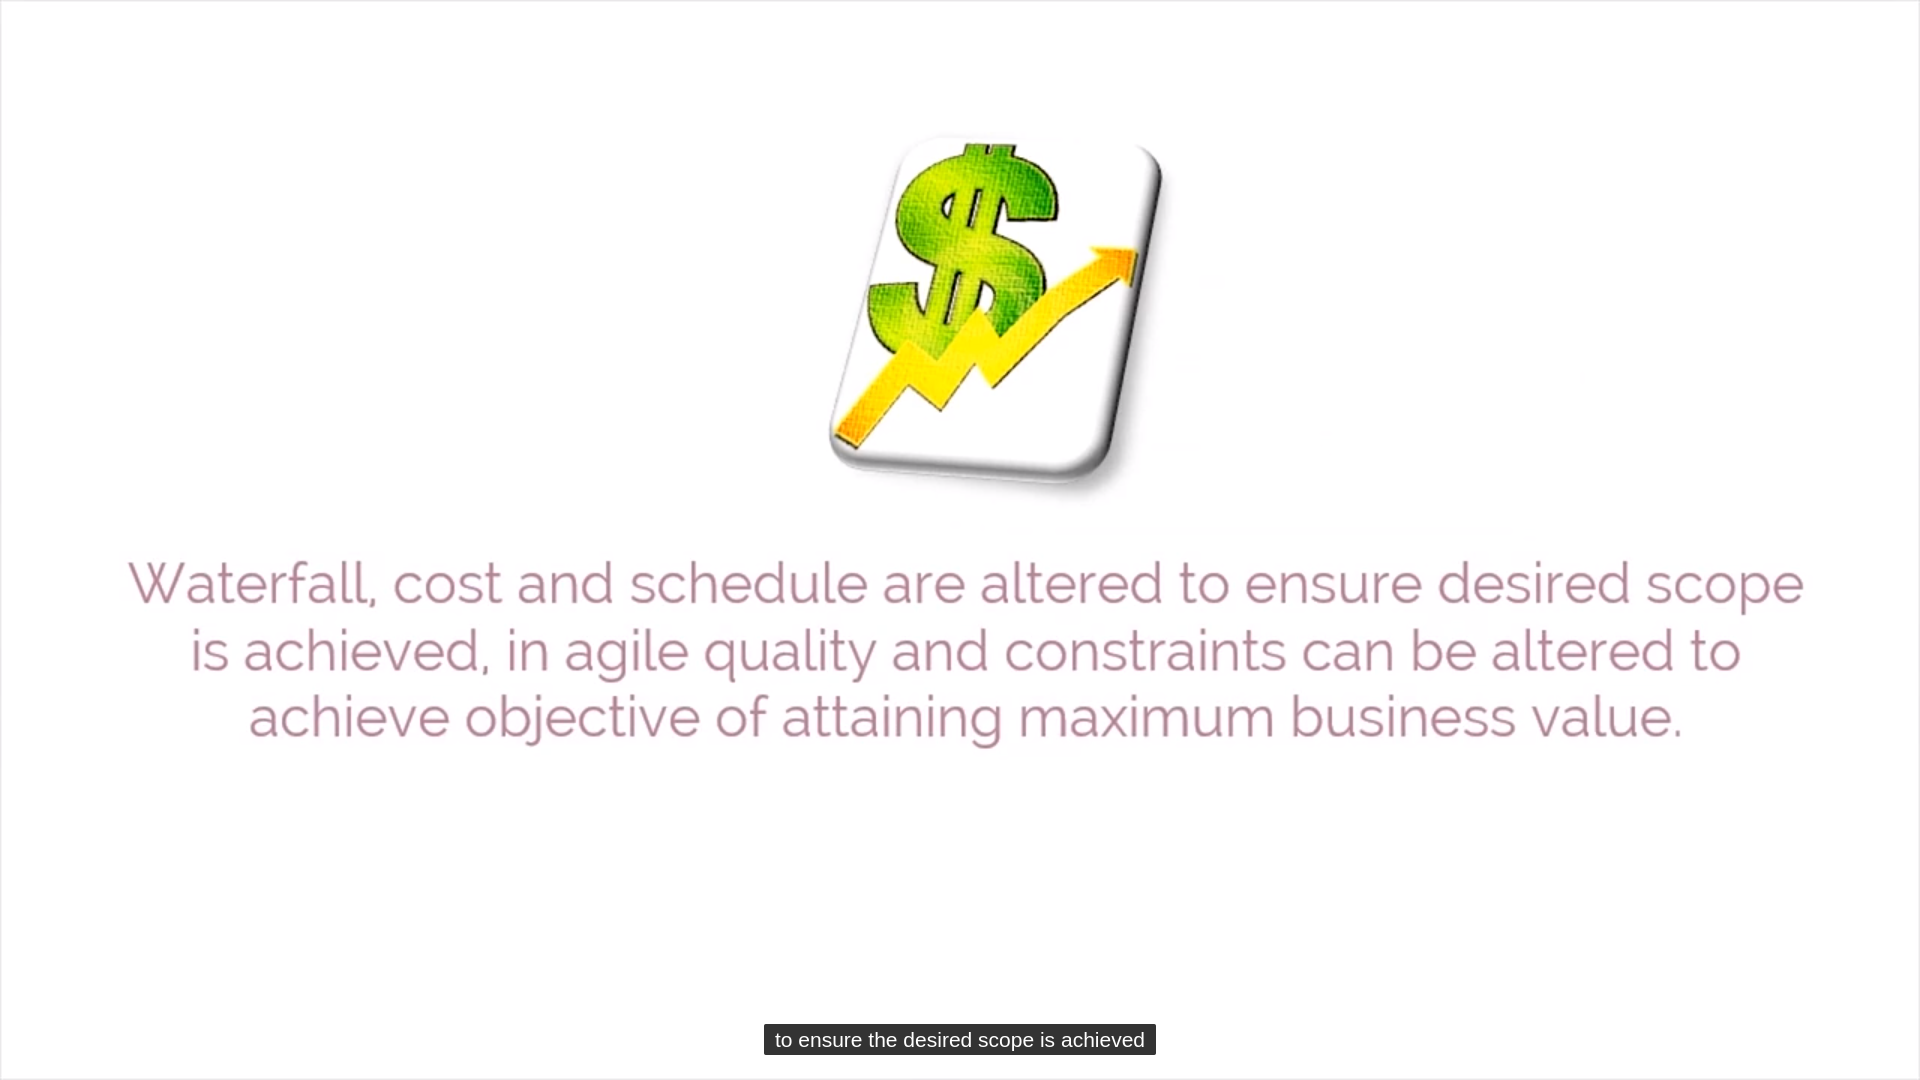 Waterfall, cost and schedule are altered to ensure desired scope
is achieved, in agile quality and constraints can be altered to
achieve objective of attaining maximum business value.
to ensure the desired scope is achieved